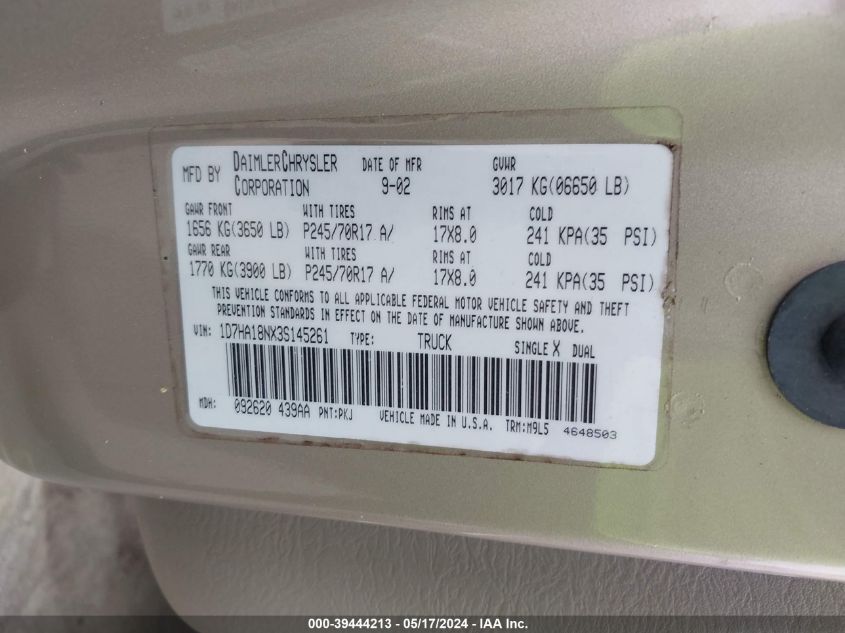 MFD BY DAIMLERCHRYSLER CORPORATION DATE OF MFR 9-02 GVWR 3017 KG(06650 LB)
GAWR FRONT WITH TIRES RIMS AT COLD
1656 KG(3650 LB) P245/70R17 A/ 17X8.0 241 KPA(35 PSI)
GAWR REAR WITH TIRES RIMS AT COLD
1770 KG(3900 LB) P245/70R17 A/ 17X8.0 241 KPA(35 PSI)
THIS VEHICLE CONFORMS TO ALL APPLICABLE FEDERAL MOTOR VEHICLE SAFETY AND THEFT
PREVENTION STANDARDS IN EFFECT ON THE DATE OF MANUFACTURE SHOWN ABOVE.
VIN: 1D7HA18NX3S145261 TYPE: TRUCK SINGLE X DUAL
MDH: 092620 439AA PNT:PKJ VEHICLE MADE IN U.S.A. TRM:M9L5 4648503
000-39444213 - 05/17/2024 - IAA Inc.